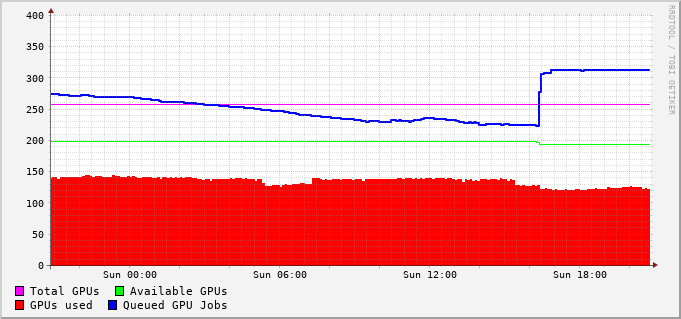 400
350
300
250
200
150
100
50
0
Sun 00:00 Sun 06:00 Sun 12:00 Sun 18:00
Total GPUs Available GPUs
GPUs used Queued GPU Jobs
RRDTOOL / TOBI OETIKER